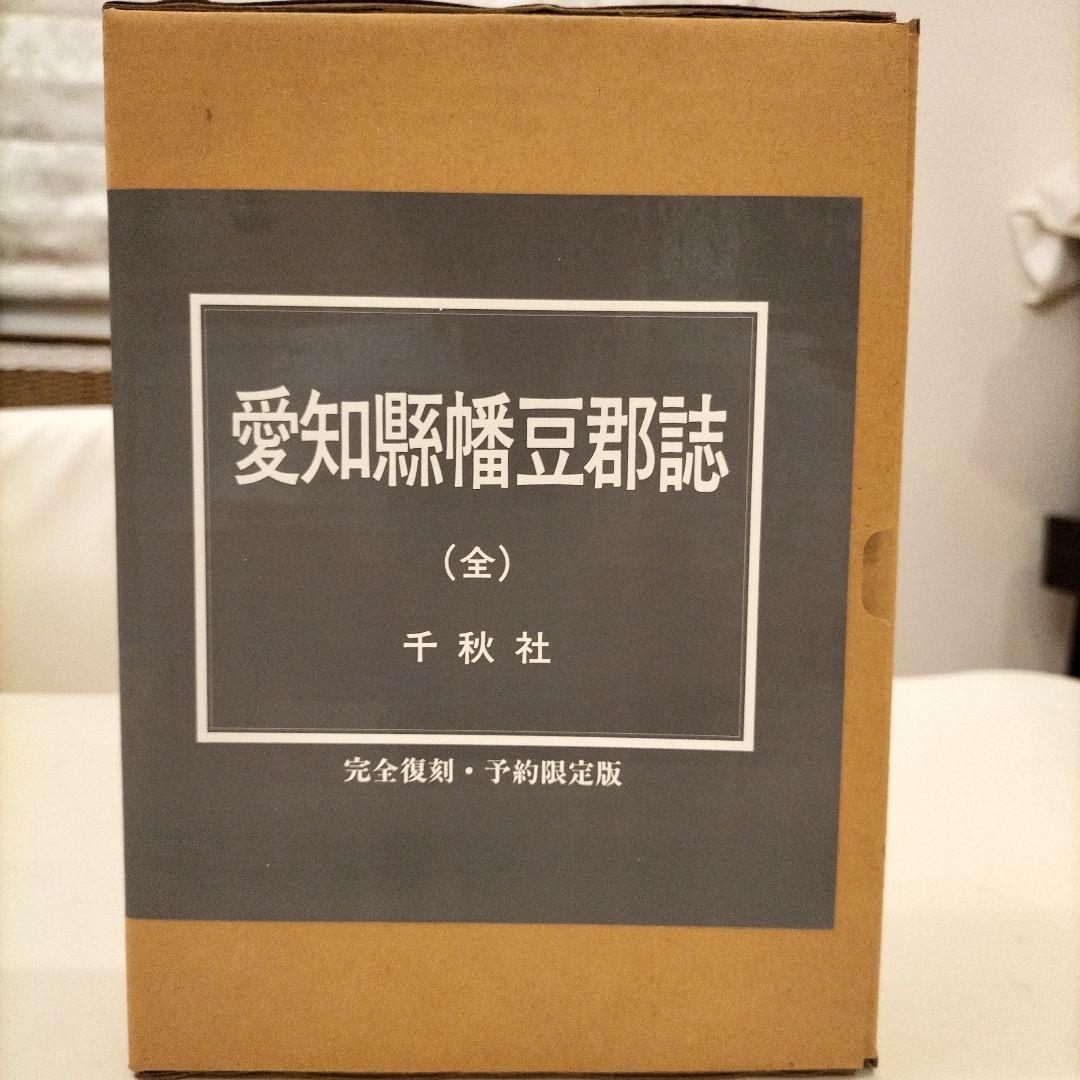 愛知縣幡豆郡誌
（全）
千秋社
完全復刻・予約限定版